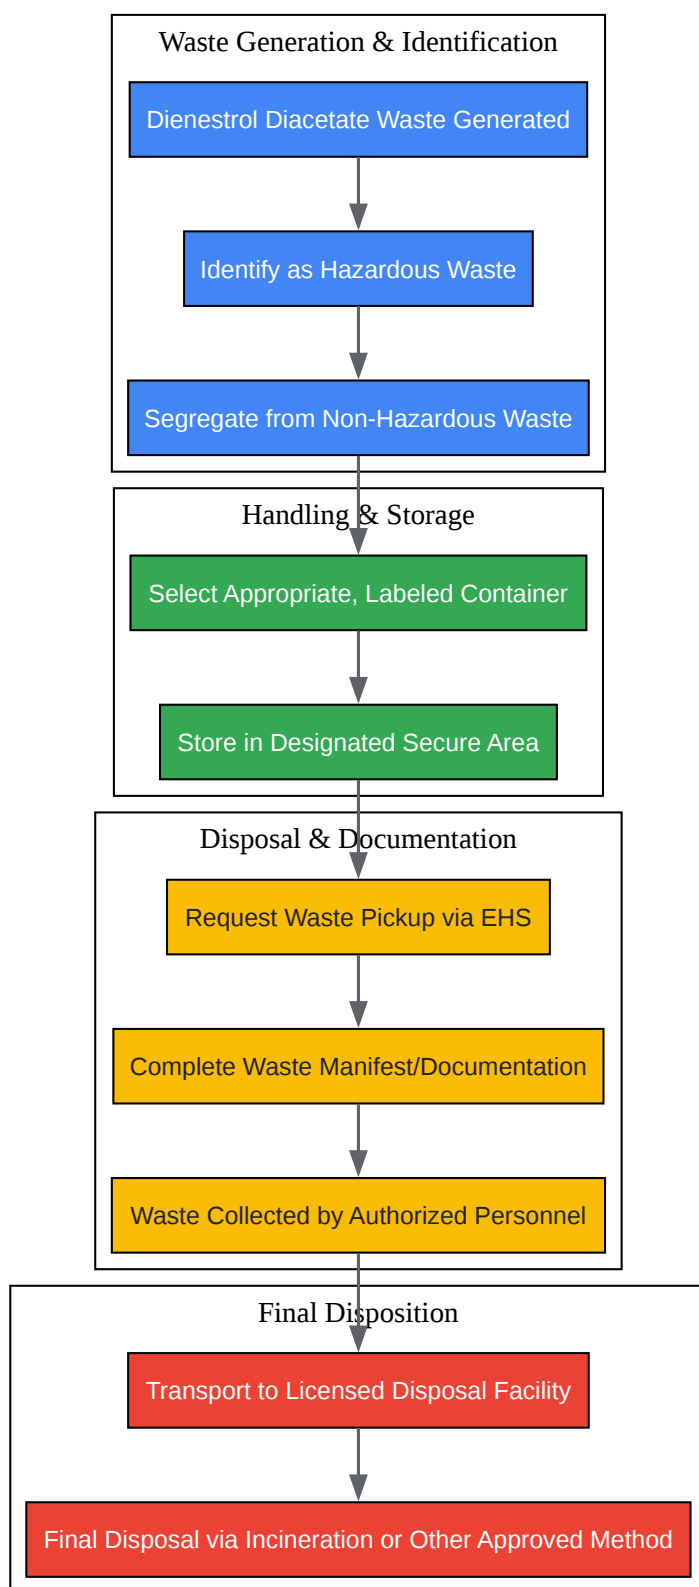 Waste Generation & Identification
Dienestrol Diacetate Waste Generated
Identify as Hazardous Waste
Segregate from Non-Hazardous Waste
Handling & Storage
Select Appropriate, Labeled Container
Store in Designated Secure Area
Disposal & Documentation
Request Waste Pickup via EHS
Complete Waste Manifest/Documentation
Waste Collected by Authorized Personnel
Final Disposition
Transport to Licensed Disposal Facility
Final Disposal via Incineration or Other Approved Method